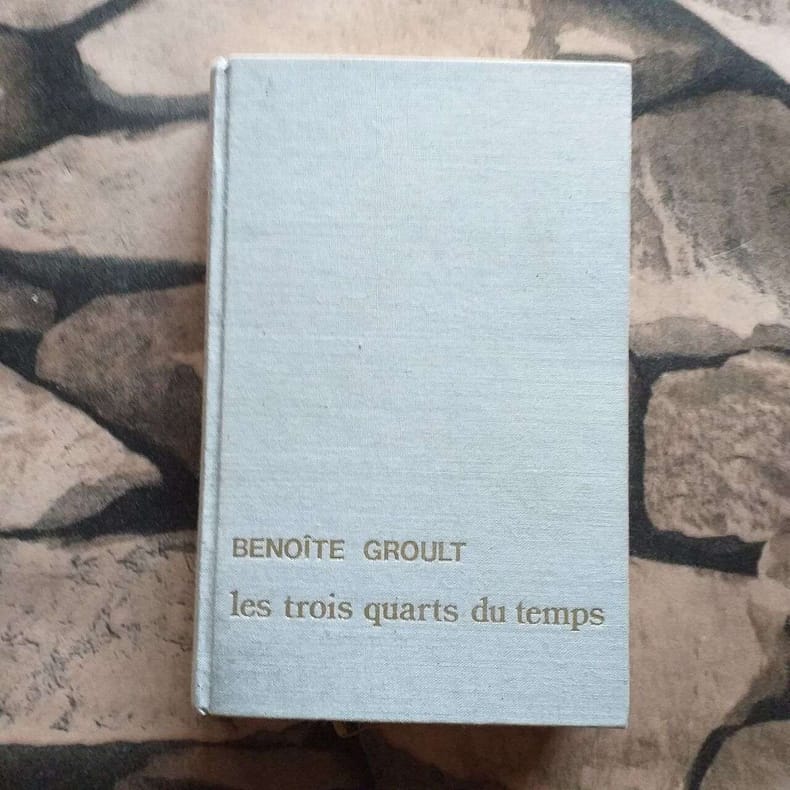 BENOÎTE GROULT
les trois quarts du temps